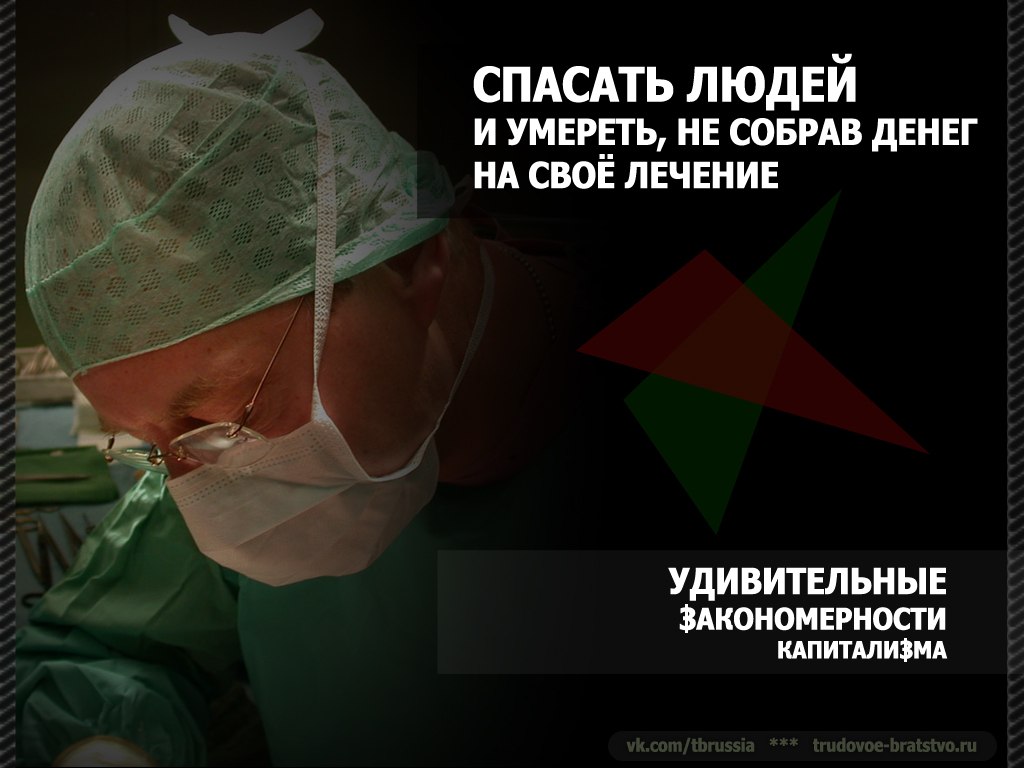 СПАСАТЬ ЛЮДЕЙ
И УМЕРЕТЬ, НЕ СОБРАВ ДЕНЕГ
НА СВОЁ ЛЕЧЕНИЕ
УДИВИТЕЛЬНЫЕ
$АКОНОМЕРНОСТИ
КАПИТАЛИ$МА
vk.com/tbrussia *** trudovoe-bratstvo.ru